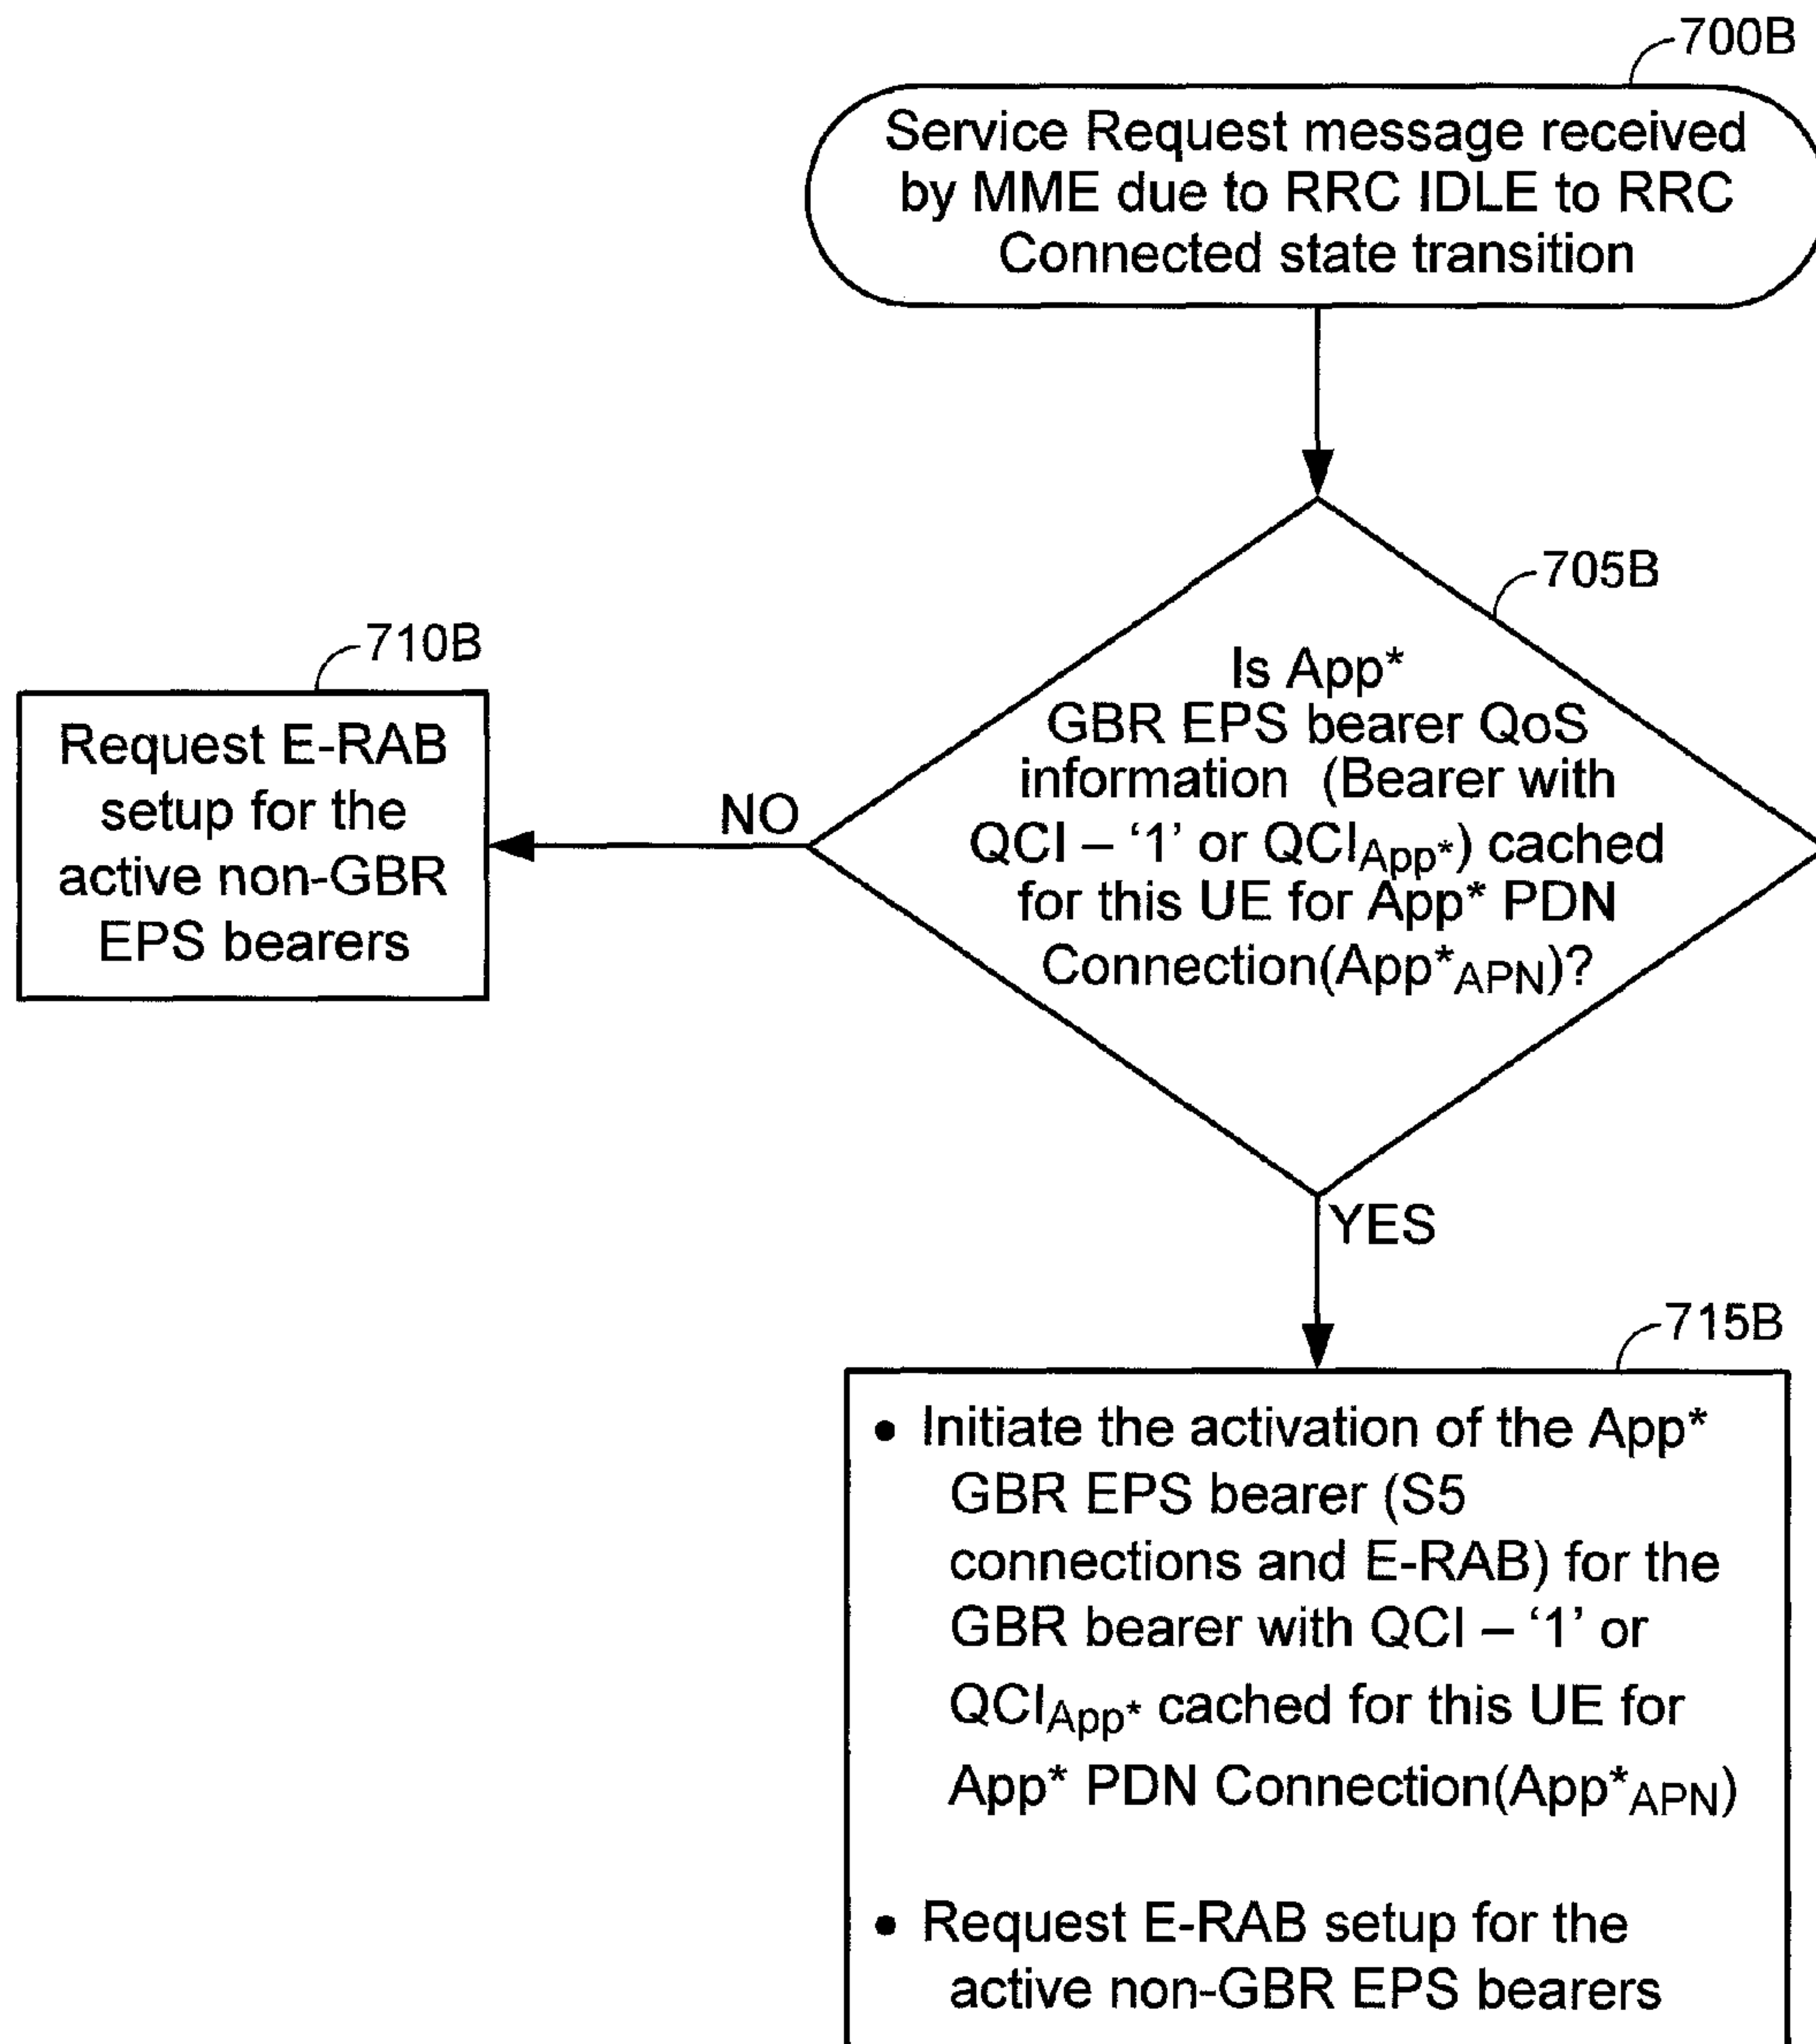 700B
Service Request message received
by MME due to RRC IDLE to RRC
Connected state transition
705B
Is App*
GBR EPS bearer QoS
information (Bearer with
QCI – ‘1’ or QCIApp*) cached
for this UE for App* PDN
Connection(App*APN)?
NO
710B
Request E-RAB
setup for the
active non-GBR
EPS bearers
YES
715B
• Initiate the activation of the App*
GBR EPS bearer (S5
connections and E-RAB) for the
GBR bearer with QCI – ‘1’ or
QCIApp* cached for this UE for
App* PDN Connection(App*APN)
• Request E-RAB setup for the
active non-GBR EPS bearers